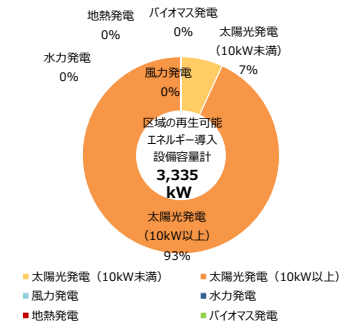 地熱発電
0%
バイオマス発電
0%
太陽光発電
（10kW未満）
7%
水力発電
0%
風力発電
0%
区域の再生可能
エネルギー導入
設備容量計
3,335
kW
太陽光発電
（10kW以上）
93%
太陽光発電（10kW未満）
太陽光発電（10kW以上）
風力発電
水力発電
地熱発電
バイオマス発電